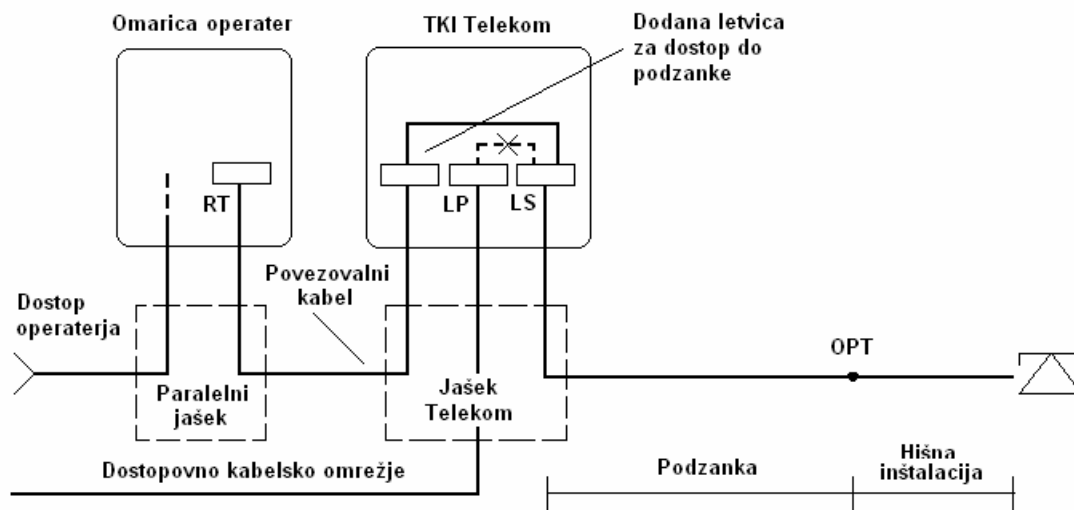 Omarica operater
TKI Telekom
Dodana letvica
za dostop do
podzanke
RT
LP
LS
Povezovalni
kabel
Dostop
operaterja
Paralelni
jašek
Jašek
Telekom
OPT
Dostopovno kabelsko omrežje
Podzanka
Hišna
inštalacija